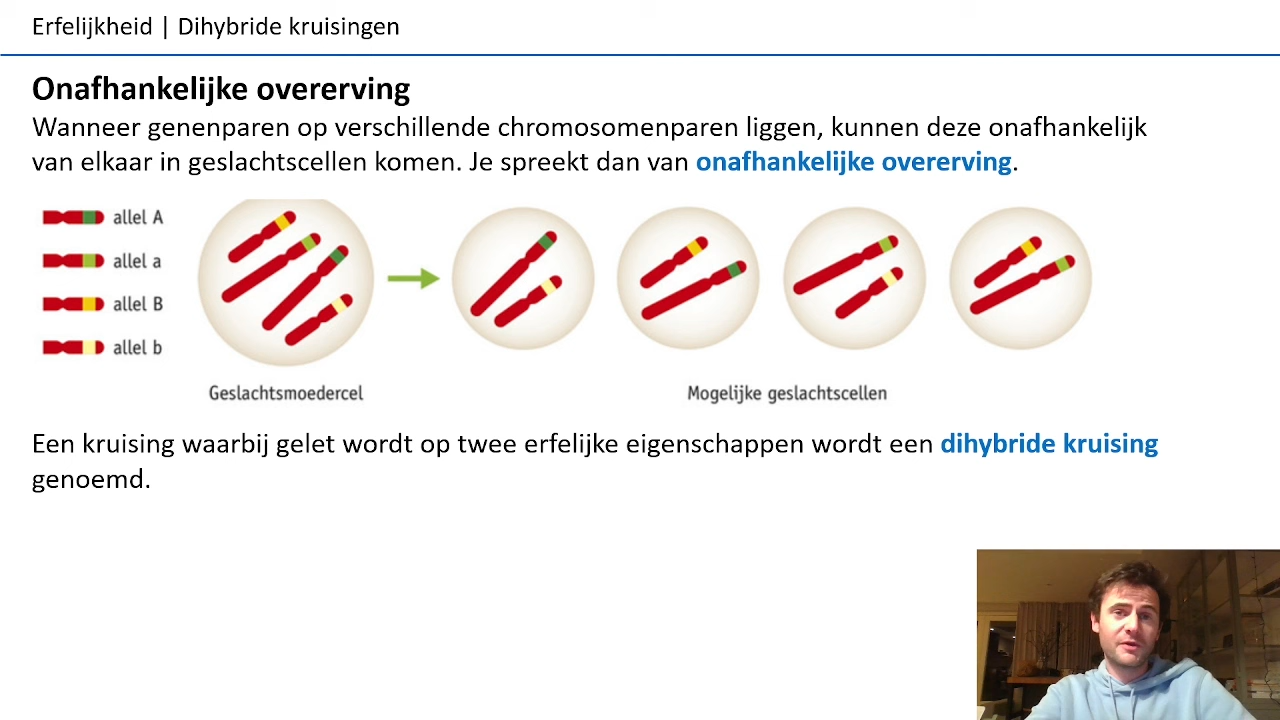 Erfelijkheid | Dihybride kruisingen
Onafhankelijke overerving
Wanneer genenparen op verschillende chromosomenparen liggen, kunnen deze onafhankelijk
van elkaar in geslachtscellen komen. Je spreekt dan van onafhankelijke overerving.
allel A
allel a
allel B
allel b
Geslachtsmoedercel
Mogelijke geslachtscellen
Een kruising waarbij gelet wordt op twee erfelijke eigenschappen wordt een dihybride kruising
genoemd.